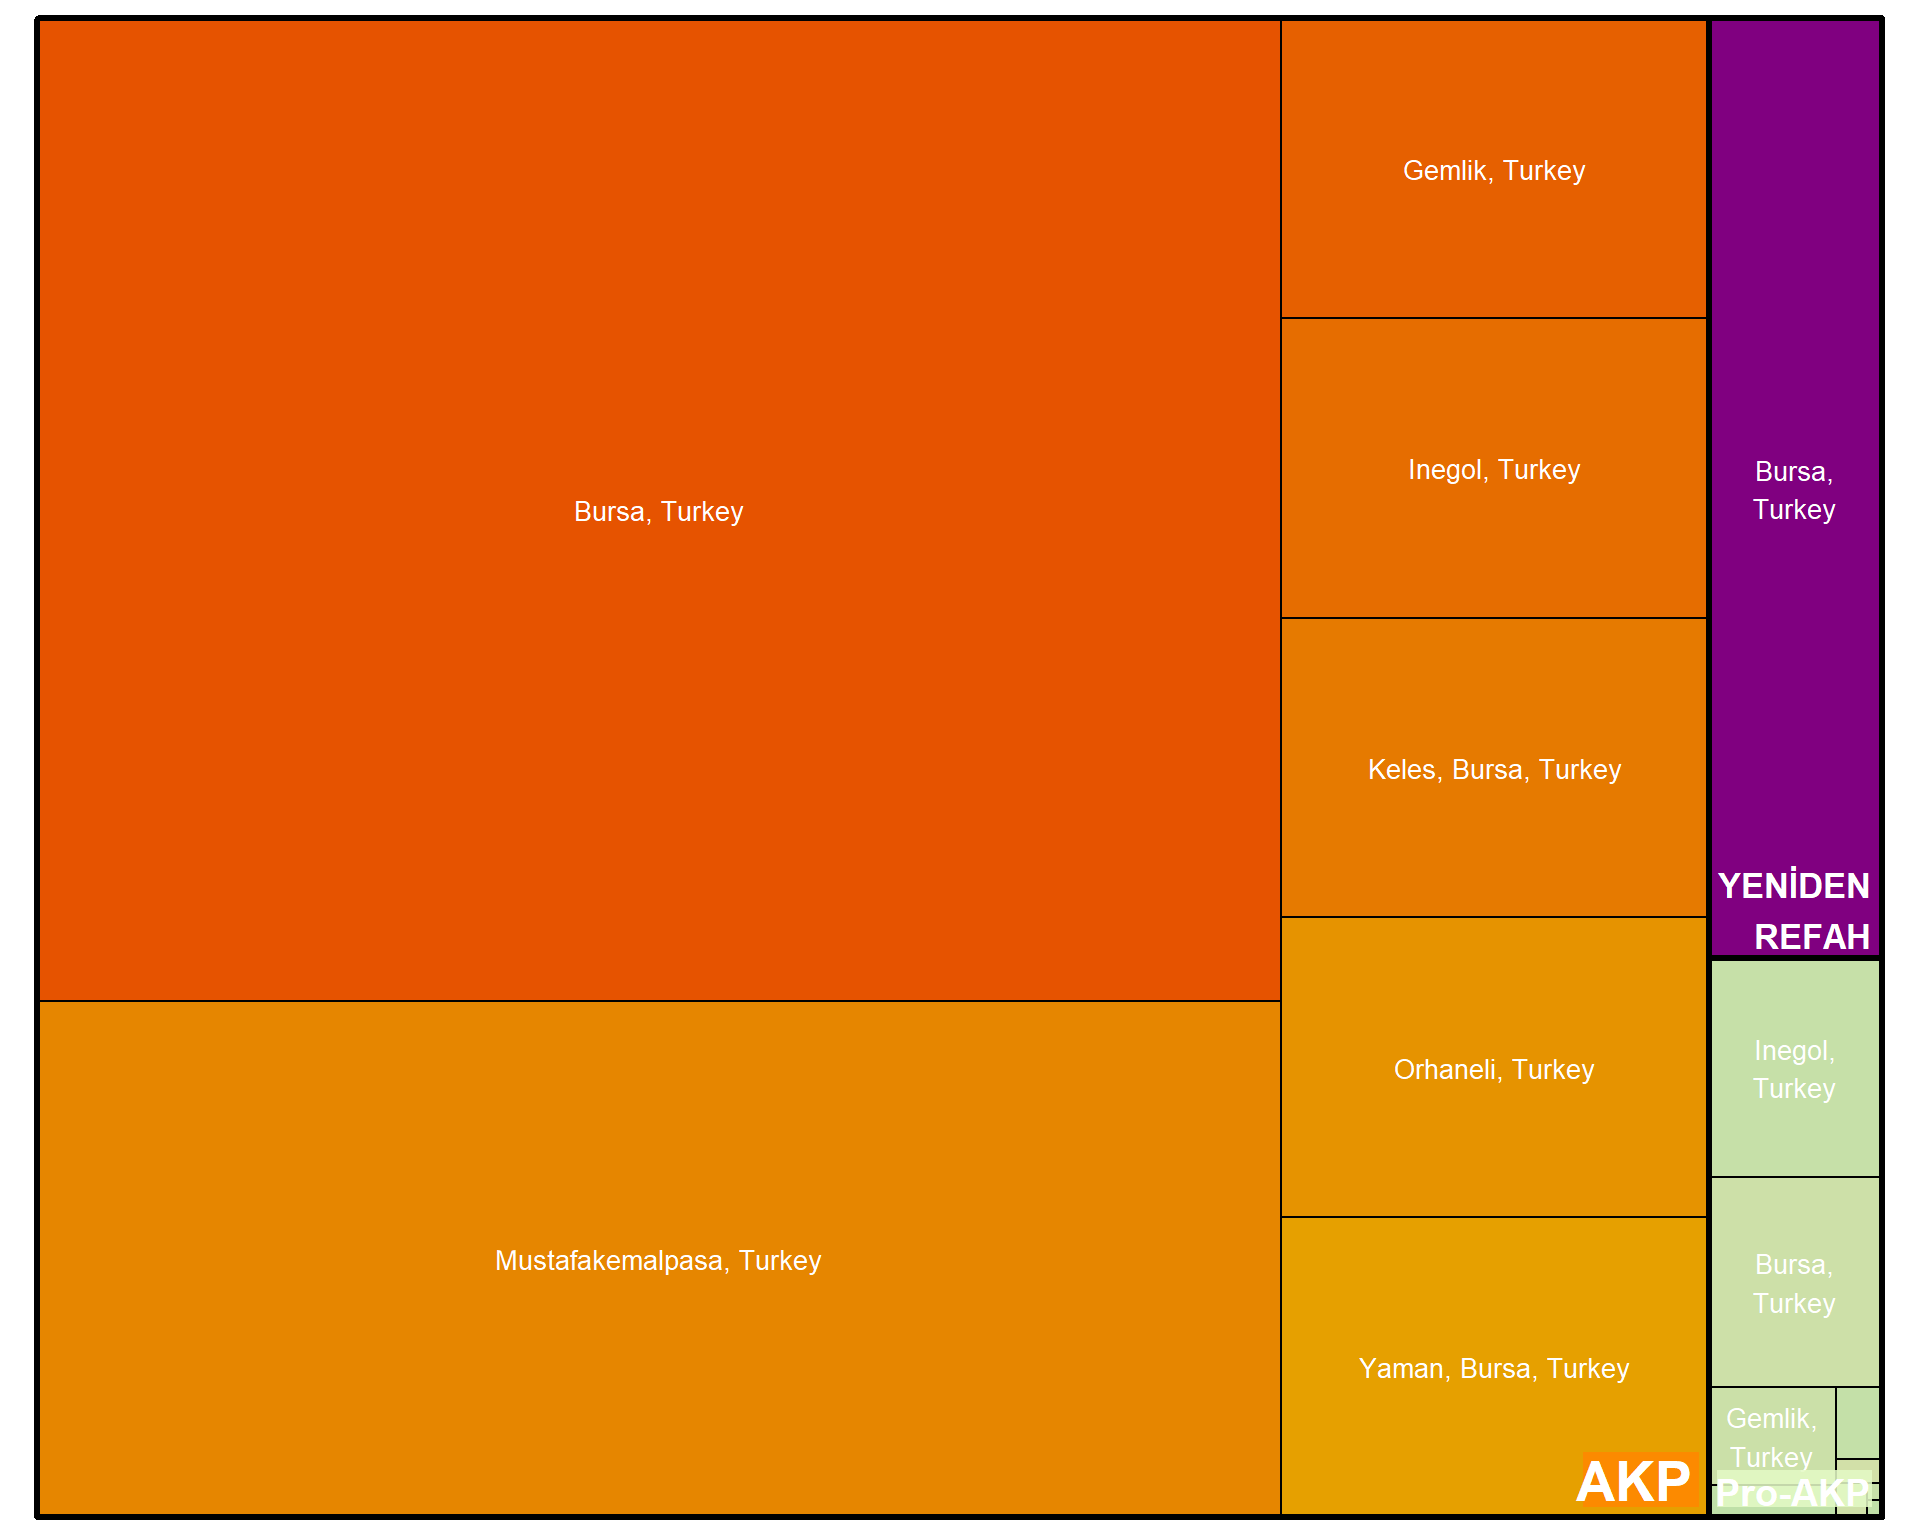 Bursa, Turkey
Mustafakemalpasa, Turkey
Gemlik, Turkey
Inegol, Turkey
Keles, Bursa, Turkey
Orhaneli, Turkey
Yaman, Bursa, Turkey
AKP
Bursa,
Turkey
YENİDEN
REFAH
Inegol,
Turkey
Bursa,
Turkey
Gemlik,
Turkey
Pro-AKP